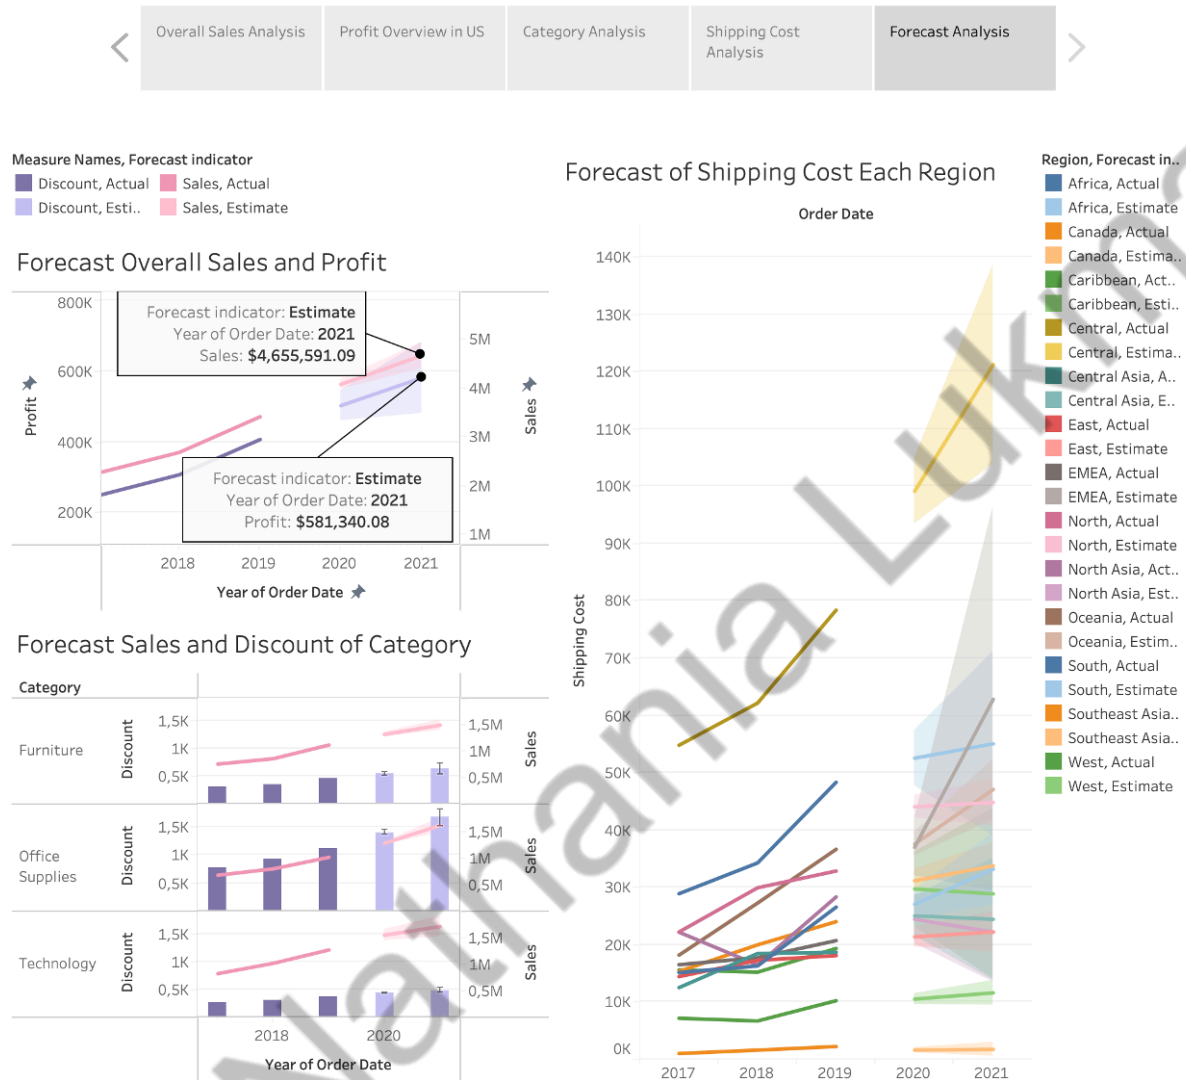 Overall Sales Analysis
Profit Overview in US
Category Analysis
Shipping Cost
Analysis
Forecast Analysis
Measure Names, Forecast indicator
Discount, Actual
Sales, Actual
Discount, Esti..
Sales, Estimate
Forecast Overall Sales and Profit
800K
600K
400K
200K
Profit
5M
4M
3M
2M
1M
Sales
Forecast indicator: Estimate
Year of Order Date: 2021
Sales: $4,655,591.09
Forecast indicator: Estimate
Year of Order Date: 2021
Profit: $581,340.08
2018
2019
2020
2021
Year of Order Date
Forecast Sales and Discount of Category
Category
Furniture
Discount
1,5K
1K
0,5K
1,5M
1M
0,5M
Sales
Office
Supplies
Discount
1,5K
1K
0,5K
1,5M
1M
0,5M
Sales
Technology
Discount
1,5K
1K
0,5K
1,5M
1M
0,5M
Sales
2018
2020
Year of Order Date
Forecast of Shipping Cost Each Region
Order Date
Shipping Cost
140K
130K
120K
110K
100K
90K
80K
70K
60K
50K
40K
30K
20K
10K
0K
2017
2018
2019
2020
2021
Region, Forecast in..
Africa, Actual
Africa, Estimate
Canada, Actual
Canada, Estima..
Caribbean, Act..
Caribbean, Esti..
Central, Actual
Central, Estima..
Central Asia, A..
Central Asia, E..
East, Actual
East, Estimate
EMEA, Actual
EMEA, Estimate
North, Actual
North, Estimate
North Asia, Act..
North Asia, Est..
Oceania, Actual
Oceania, Estim..
South, Actual
South, Estimate
Southeast Asia..
Southeast Asia..
West, Actual
West, Estimate
Nathania